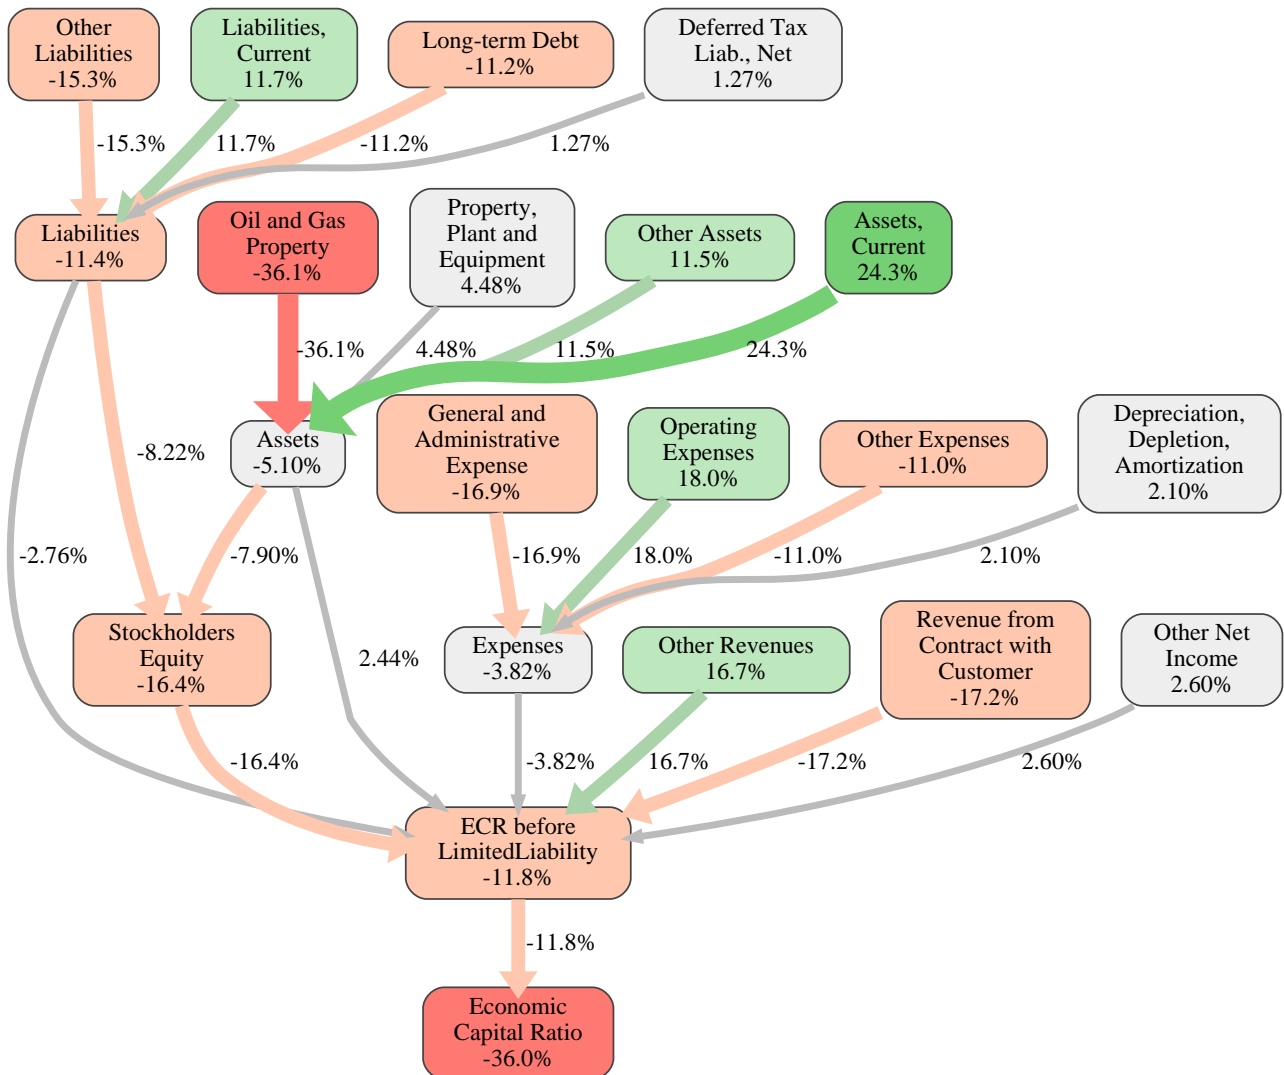 Other
Liabilities
-15.3%
Liabilities,
Current
11.7%
Long-term Debt
-11.2%
Deferred Tax
Liab., Net
1.27%
-15.3%
11.7%
-11.2%
1.27%
Liabilities
-11.4%
Oil and Gas
Property
-36.1%
Property,
Plant and
Equipment
4.48%
Other Assets
11.5%
Assets,
Current
24.3%
-36.1%
4.48%
11.5%
24.3%
-8.22%
Assets
-5.10%
General and
Administrative
Expense
-16.9%
Operating
Expenses
18.0%
Other Expenses
-11.0%
Depreciation,
Depletion,
Amortization
2.10%
-2.76%
-7.90%
-16.9%
18.0%
-11.0%
2.10%
Stockholders
Equity
-16.4%
2.44%
Expenses
-3.82%
Other Revenues
16.7%
Revenue from
Contract with
Customer
-17.2%
Other Net
Income
2.60%
-16.4%
-3.82%
16.7%
-17.2%
2.60%
ECR before
LimitedLiability
-11.8%
-11.8%
Economic
Capital Ratio
-36.0%